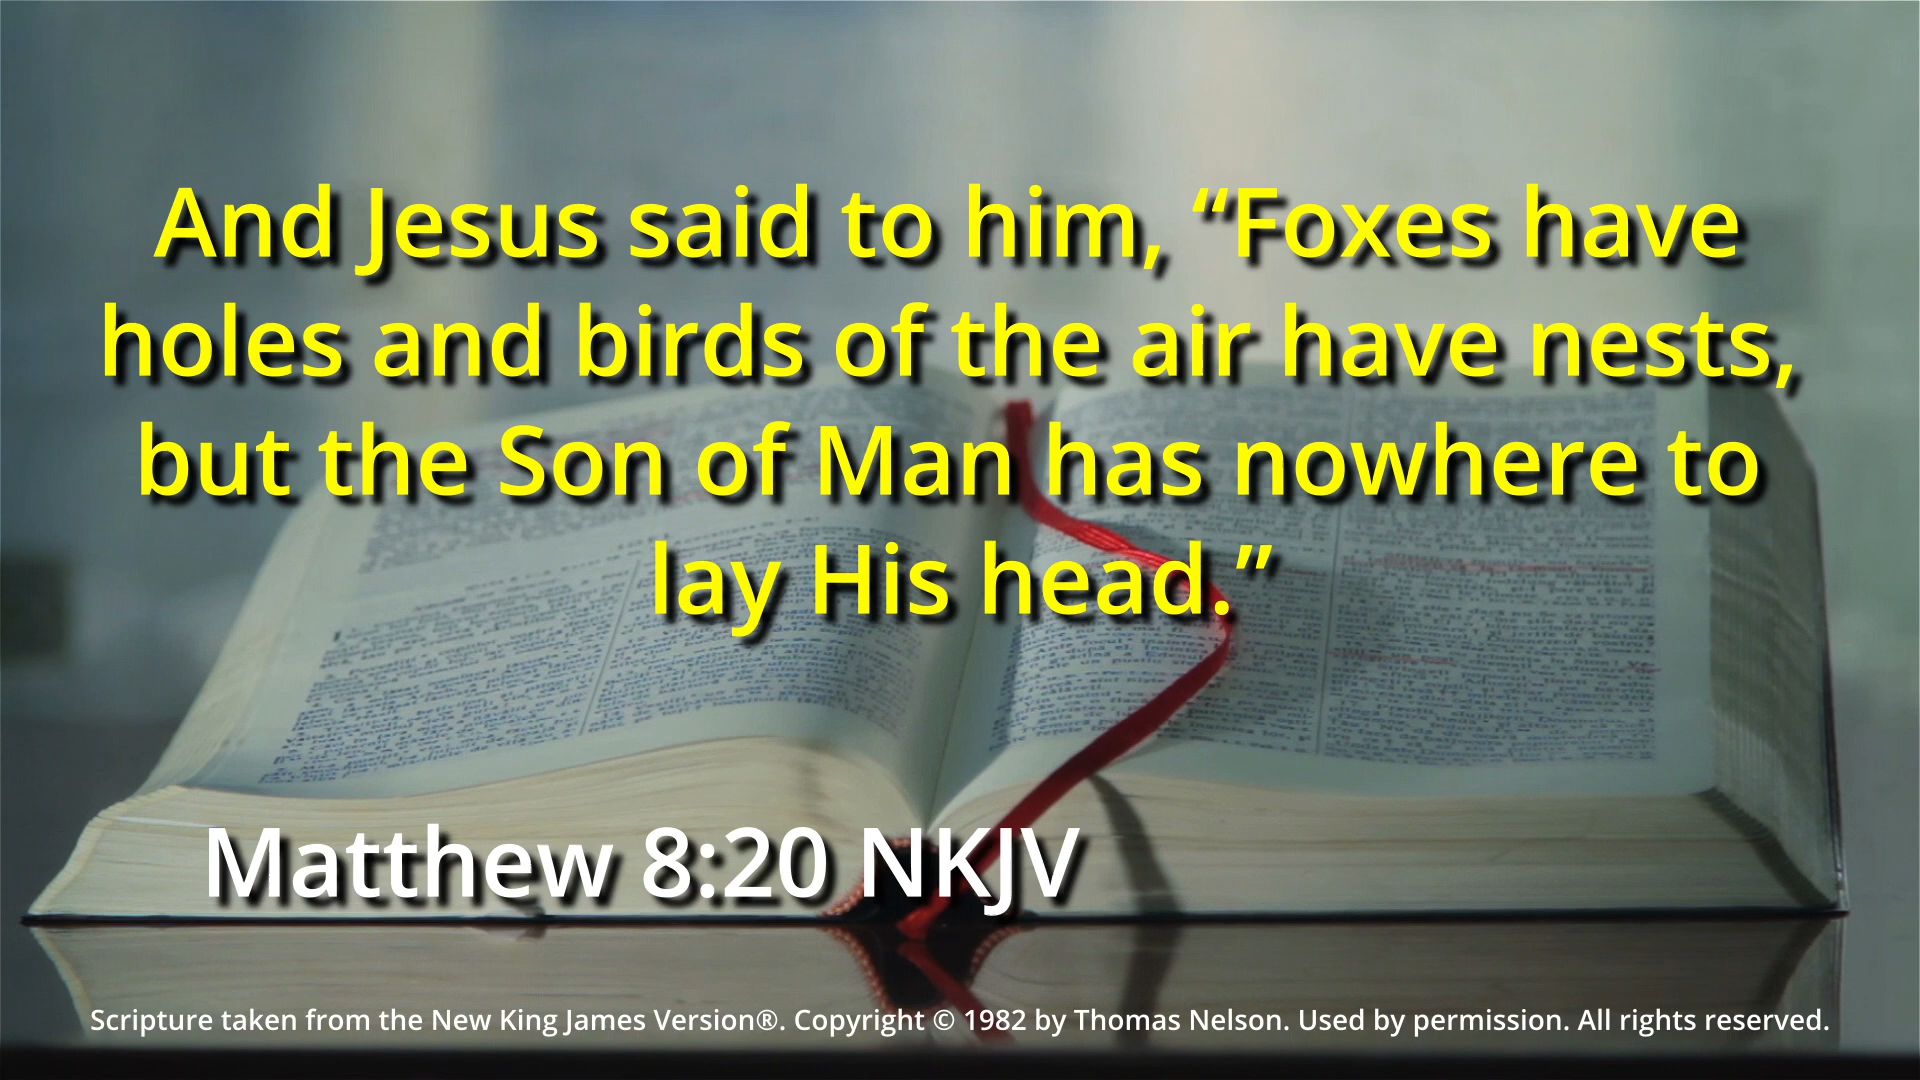 And Jesus said to him, “Foxes have
holes and birds of the air have nests,
but the Son of Man has nowhere to
lay His head.”
Matthew 8:20 NKJV
Scripture taken from the New King James Version®. Copyright © 1982 by Thomas Nelson. Used by permission. All rights reserved.